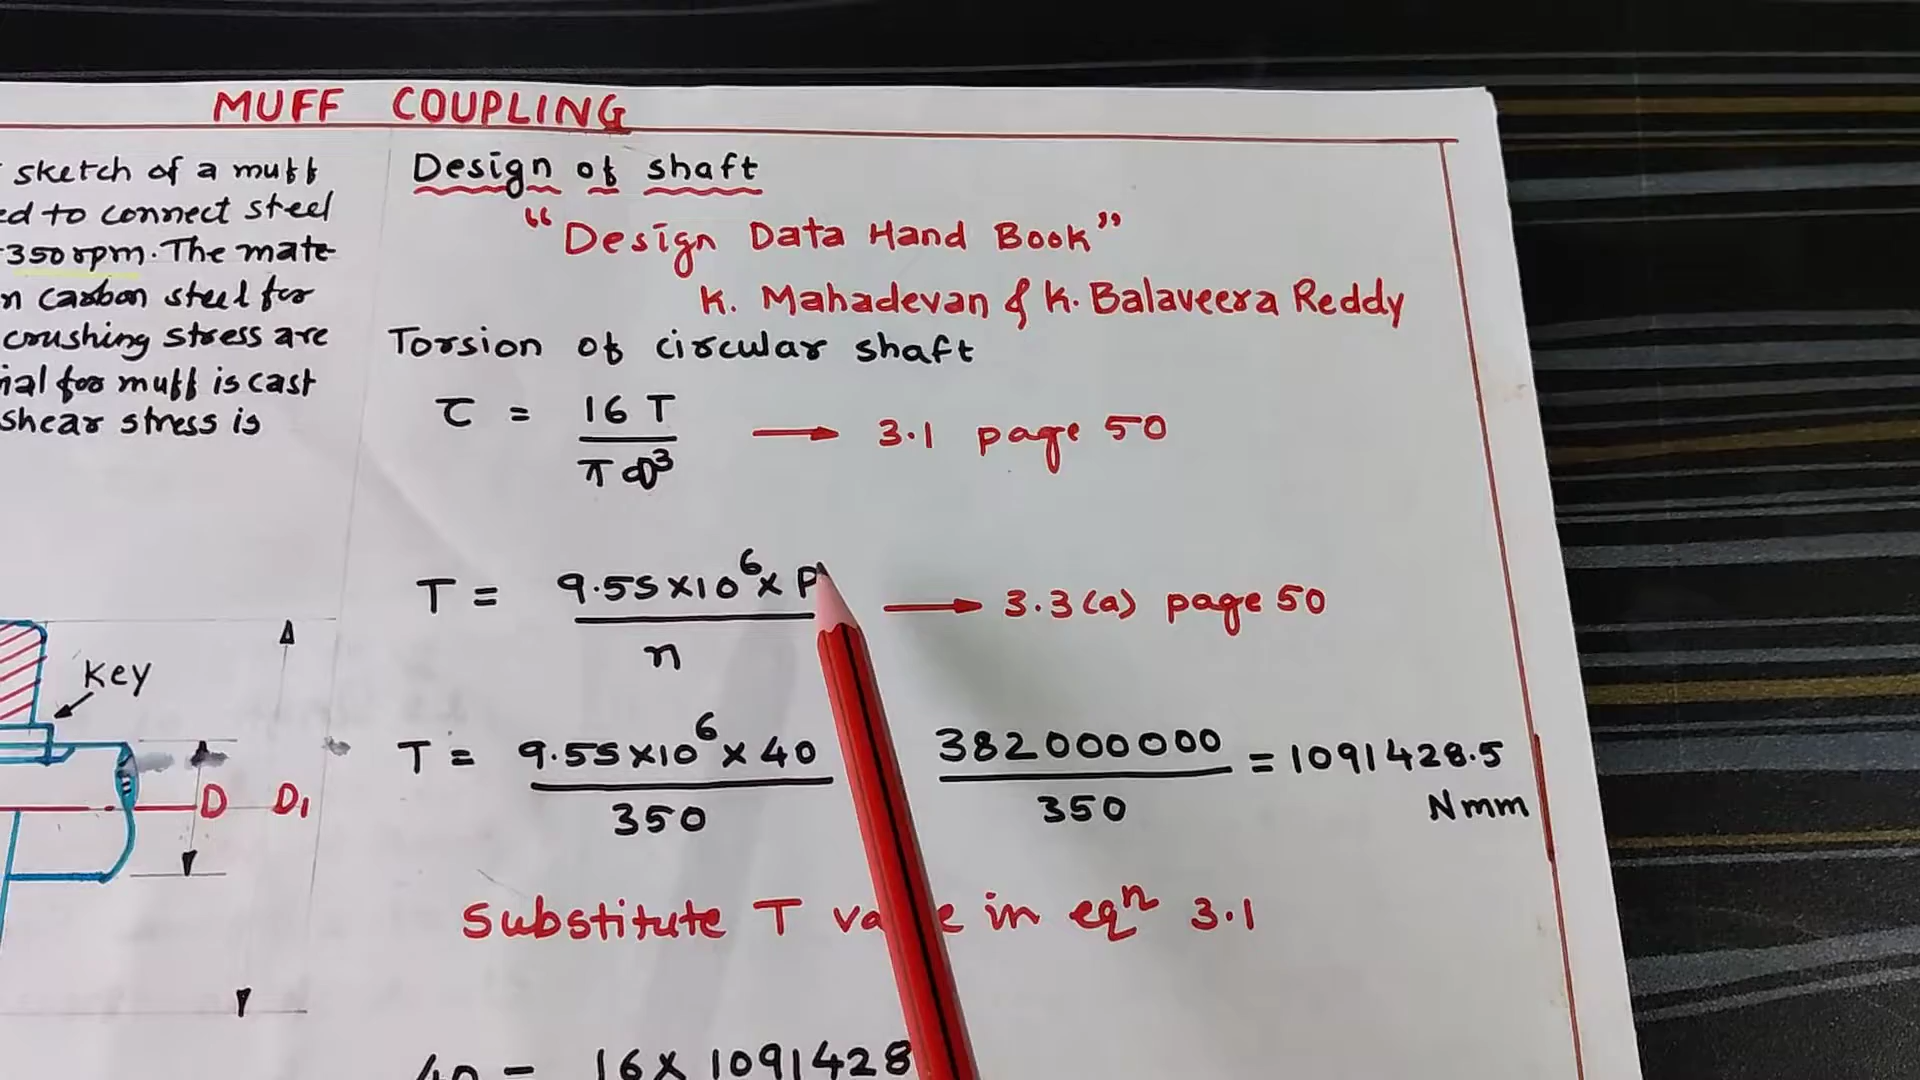 MUFF COUPLING
sketch of a muff
ed to connect steel
350 rpm. The mate-
n carbon steel for
crushing stress are
ial for muff is cast
shear stress is
Design of shaft
"Design Data Hand Book"
K. Mahadevan & K. Balaveera Reddy
Torsion of circular shaft
τ = 16 T / π D³ → 3.1 page 50
T = 9.55×10⁶× P / n → 3.3(a) page 50
T = 9.55×10⁶×40 / 350 382000000 / 350 = 1091428.5 Nmm
Substitute T va e in eqⁿ 3.1
40 = 16 × 1091428
key
D D₁